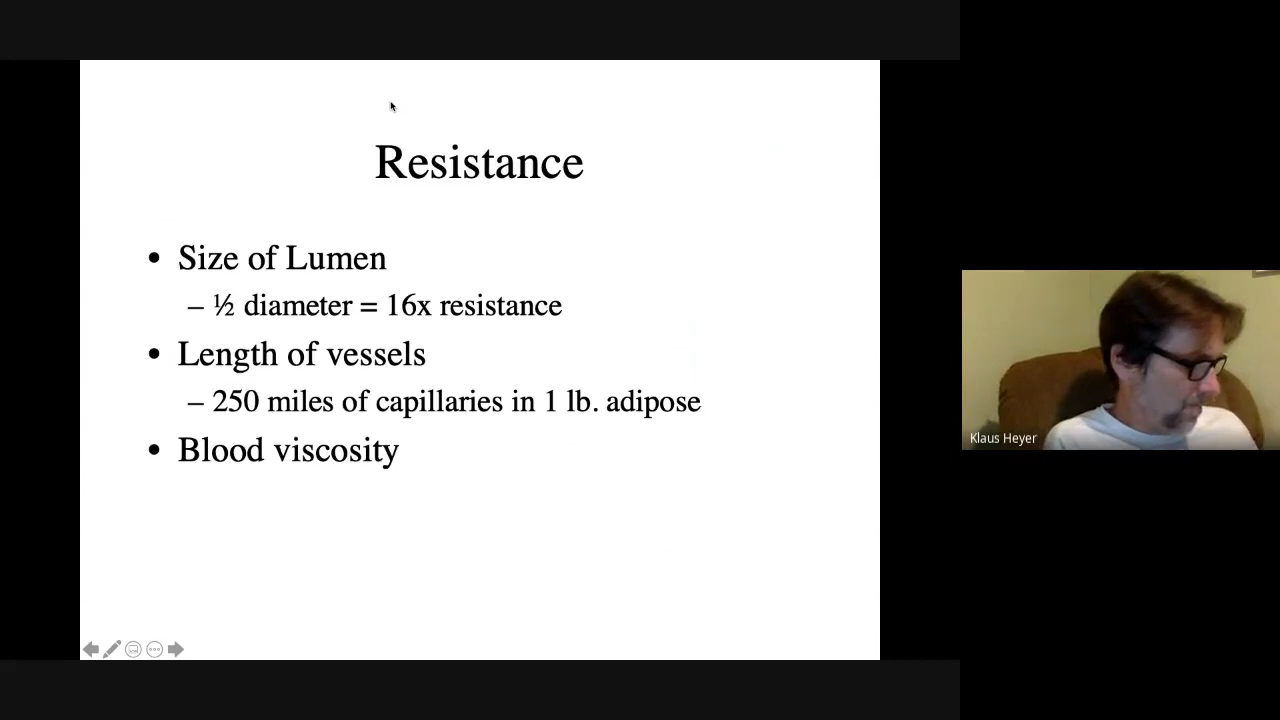 Resistance
• Size of Lumen
– ½ diameter = 16x resistance
• Length of vessels
– 250 miles of capillaries in 1 lb. adipose
• Blood viscosity
Klaus Heyer